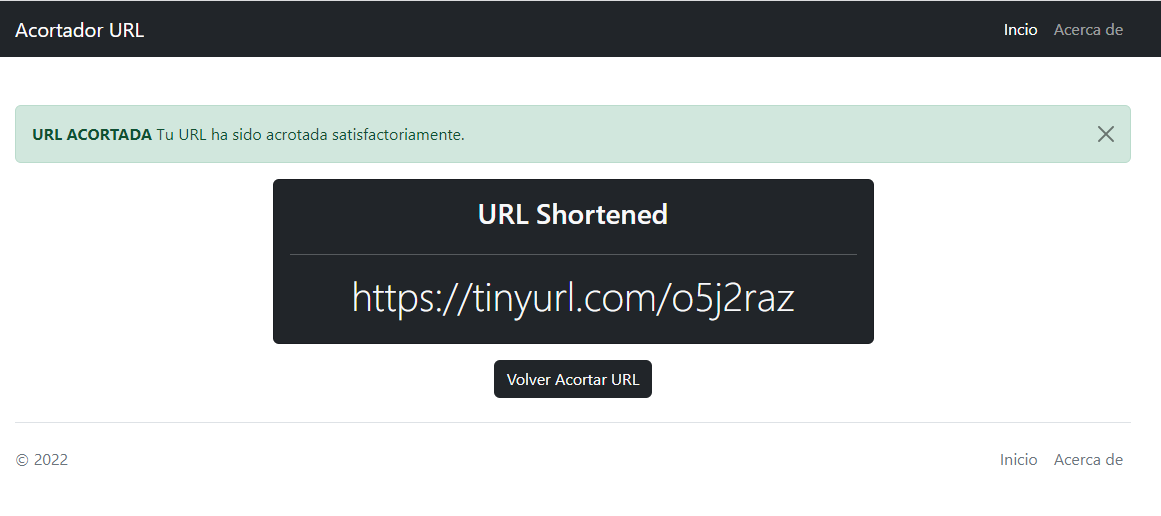 Acortador URL
Incio Acerca de
URL ACORTADA Tu URL ha sido acrotada satisfactoriamente.
URL Shortened
https://tinyurl.com/o5j2raz
Volver Acortar URL
© 2022
Inicio Acerca de